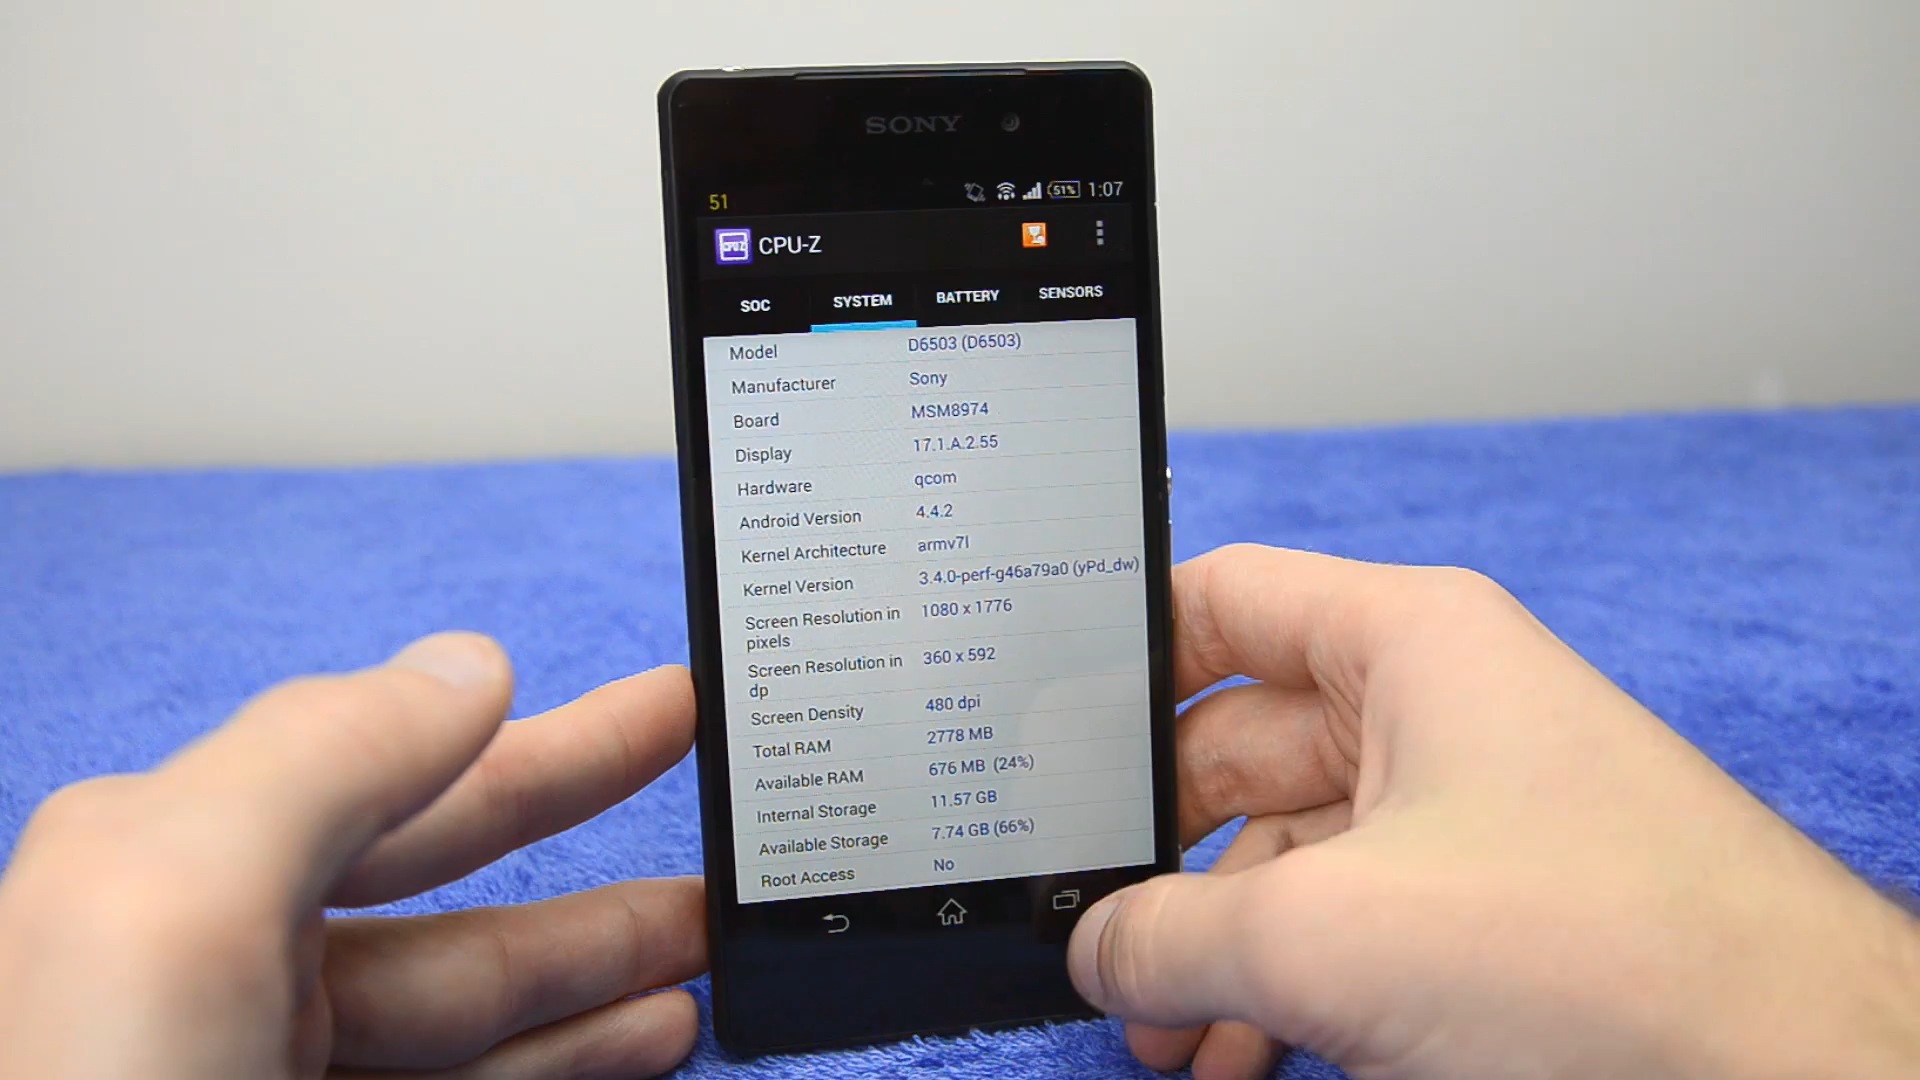 SONY
51
51% 1:07
CPU-Z
SOC SYSTEM BATTERY SENSORS
Model D6503 (D6503)
Manufacturer Sony
Board MSM8974
Display 17.1.A.2.55
Hardware qcom
Android Version 4.4.2
Kernel Architecture armv7l
Kernel Version 3.4.0-perf-g46a79a0 (yPd_dw)
Screen Resolution in pixels 1080 x 1776
Screen Resolution in dp 360 x 592
Screen Density 480 dpi
Total RAM 2778 MB
Available RAM 676 MB (24%)
Internal Storage 11.57 GB
Available Storage 7.74 GB (66%)
Root Access No